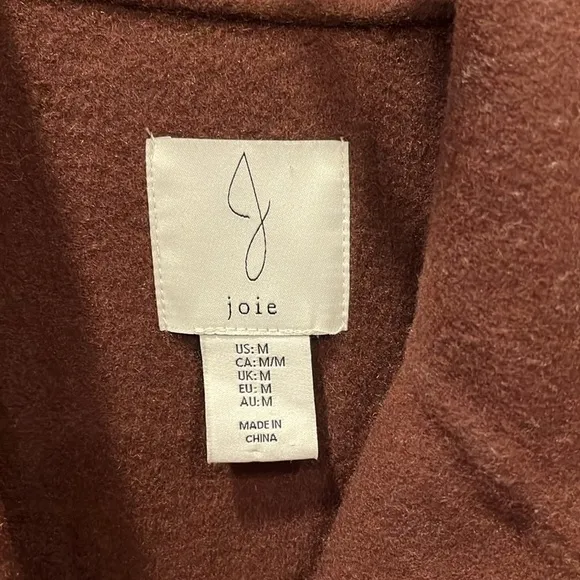 joie
US: M
CA: M/M
UK: M
EU: M
AU: M
MADE IN
CHINA